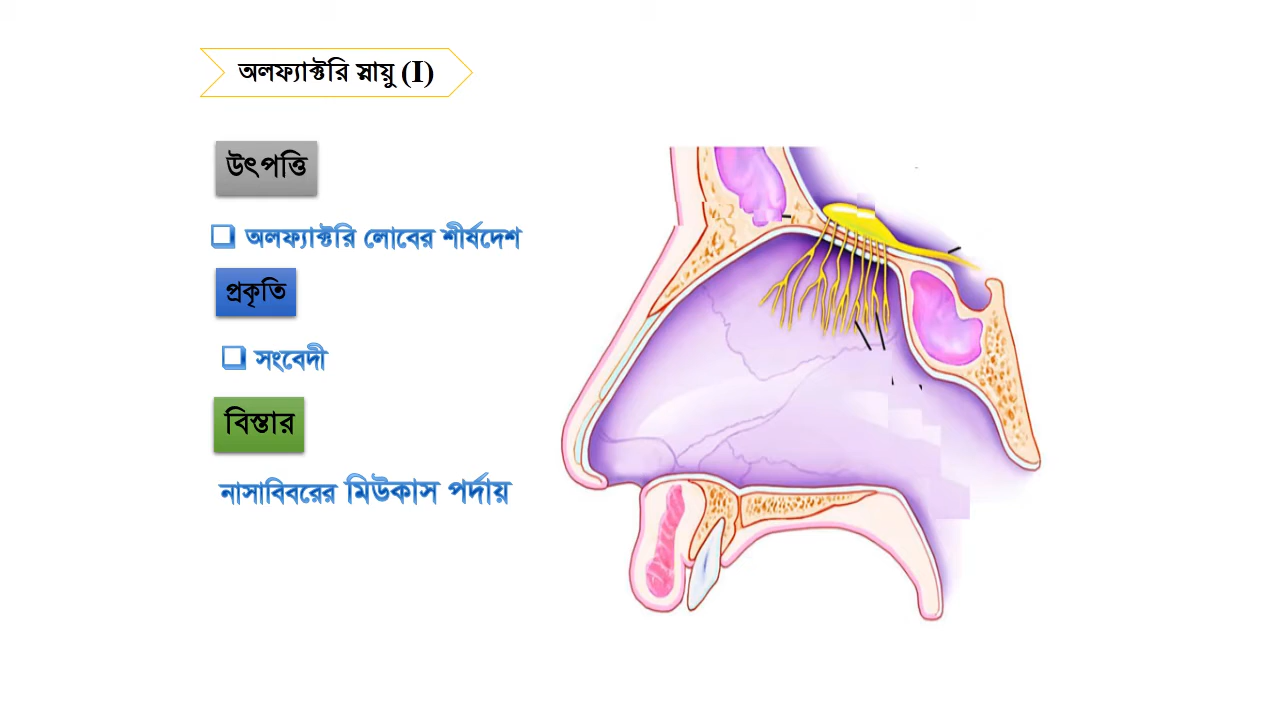 অলফ্যাক্টরি স্নায়ু (I)
উৎপত্তি
অলফ্যাক্টরি লোবের শীর্ষদেশ
প্রকৃতি
সংবেদী
বিস্তার
নাসাবিবরের মিউকাস পর্দায়